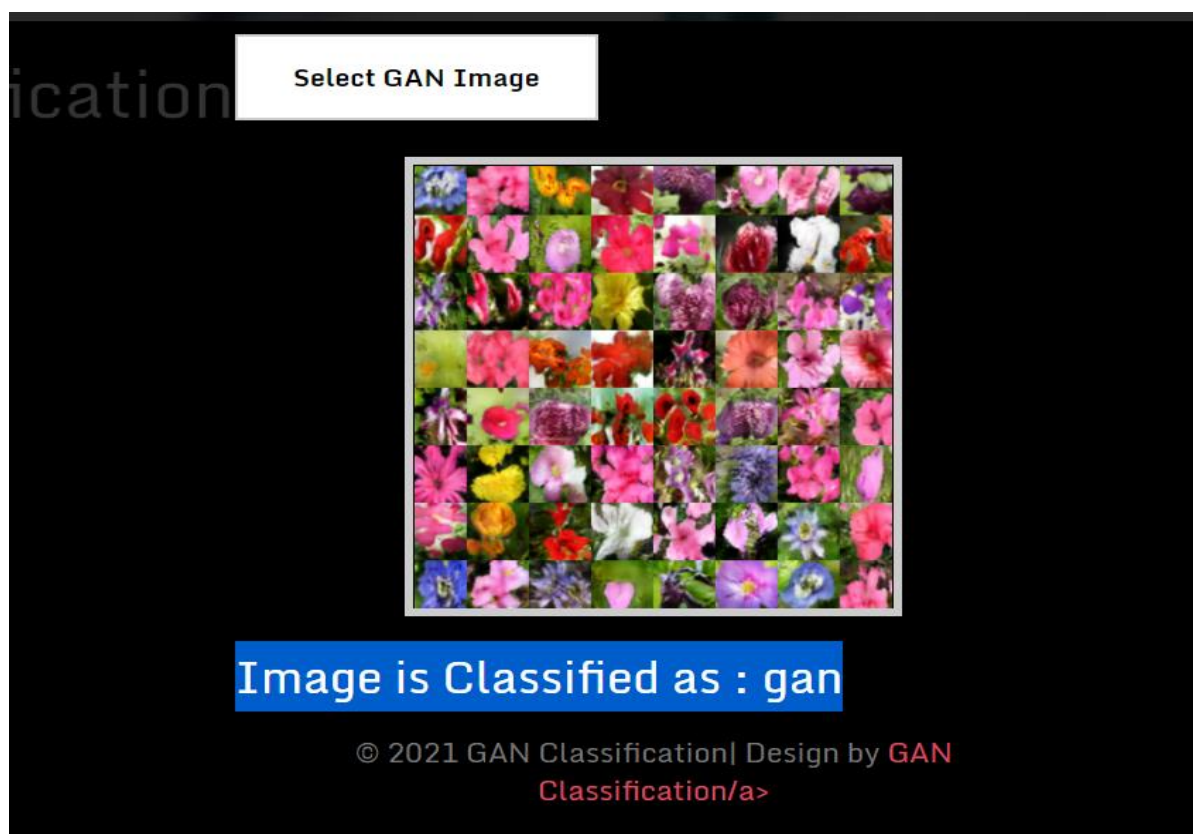 Select GAN Image
ication
Image is Classified as : gan
© 2021 GAN Classification| Design by GAN
Classification/a>